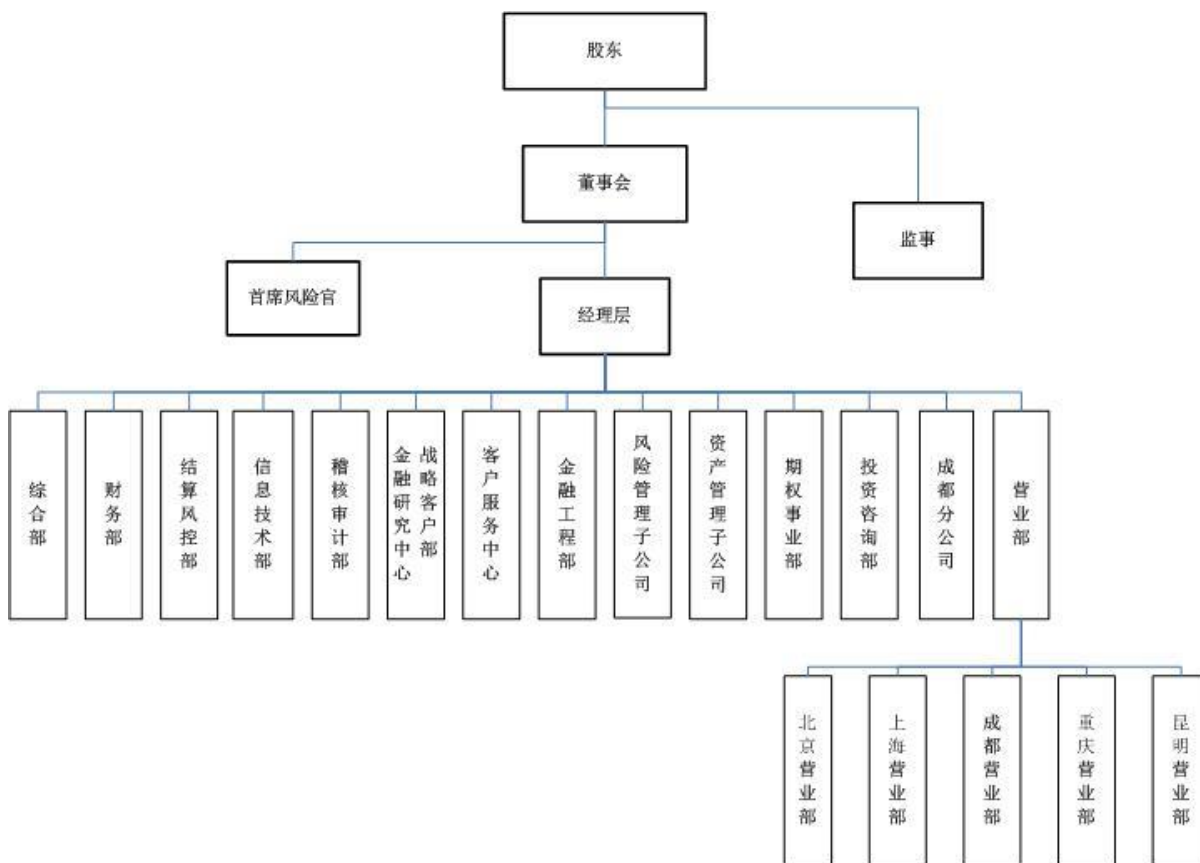 股东
董事会
监事
首席风险官
经理层
综合部
财务部
结算风控部
信息技术部
稽核审计部
战略客户部
金融研究中心
客户服务中心
金融工程部
风险管理子公司
资产管理子公司
期权事业部
投资咨询部
成都分公司
营业部
北京营业部
上海营业部
成都营业部
重庆营业部
昆明营业部